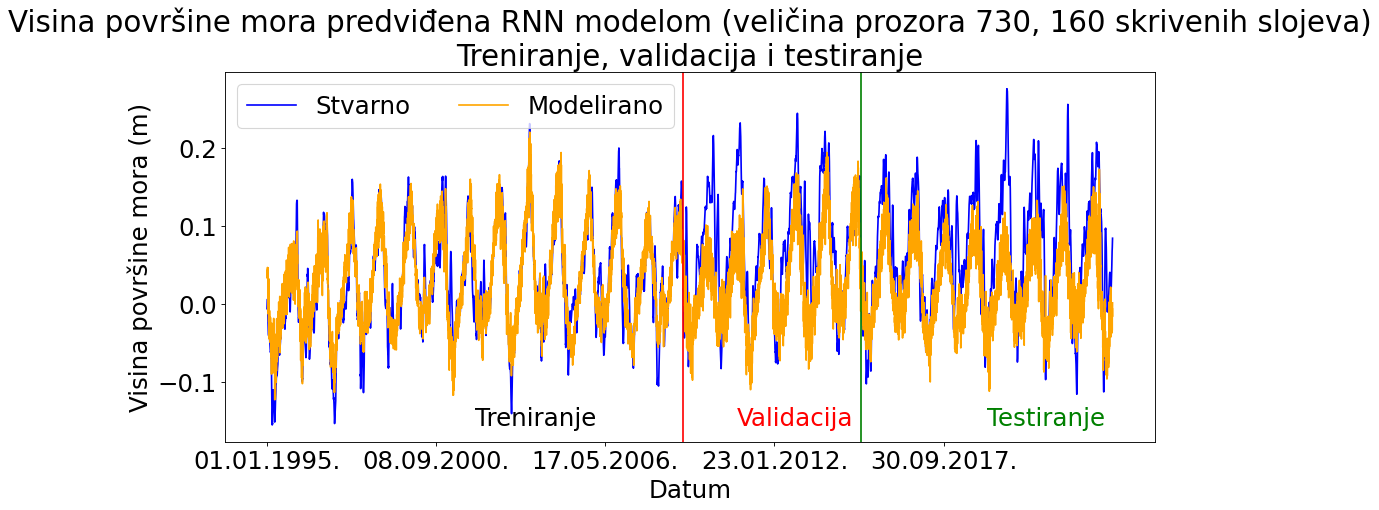 Visina površine mora predviđena RNN modelom (veličina prozora 730, 160 skrivenih slojeva)
Treniranje, validacija i testiranje
Stvarno
Modelirano
Visina površine mora (m)
0.2
0.1
0.0
−0.1
Treniranje
Validacija
Testiranje
01.01.1995.
08.09.2000.
17.05.2006.
23.01.2012.
30.09.2017.
Datum